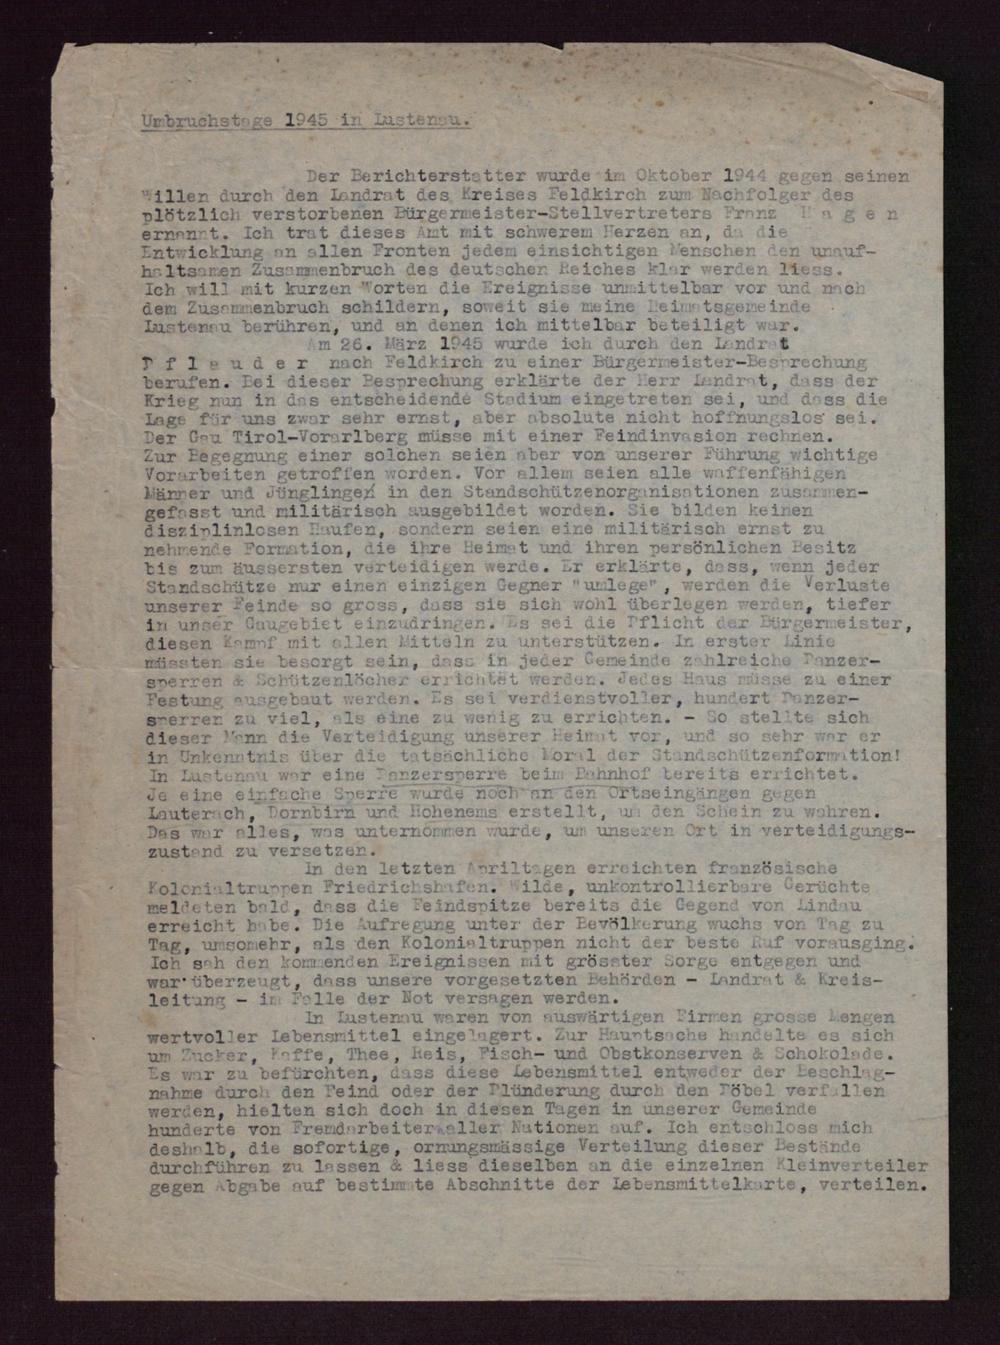 Umbruchstage 1945 in Lustenau.
Der Berichterstatter wurde im Oktober 1944 gegen seinen
Willen durch den Landrat des Kreises Feldkirch zum Nachfolger des
plötzlich verstorbenen Bürgermeister-Stellvertreters Franz H a g e n
ernannt. Ich trat dieses Amt mit schwerem Herzen an, da die
Entwicklung an allen Fronten jedem einsichtigen Menschen den unauf-
haltsamen Zusammenbruch des deutschen Reiches klar werden liess.
Ich will mit kurzen Worten die Ereignisse unmittelbar vor und nach
dem Zusammenbruch schildern, soweit sie meine Heimatsgemeinde
Lustenau berühren, und an denen ich mittelbar beteiligt war.
Am 26. März 1945 wurde ich durch den Landrat
P f l a u d e r nach Feldkirch zu einer Bürgermeister-Besprechung
berufen. Bei dieser Besprechung erklärte der Herr Landrat, dass der
Krieg nun in das entscheidende Stadium eingetreten sei, und dass die
Lage für uns zwar sehr ernst, aber absolute nicht hoffnungslos sei.
Der Gau Tirol-Vorarlberg müsse mit einer Feindinvasion rechnen.
Zur Begegnung einer solchen seien aber von unserer Führung wichtige
Vorarbeiten getroffen worden. Vor allem seien alle waffenfähigen
Männer und Jünglingen in den Standschützenorganisationen zusammen-
gefasst und militärisch ausgebildet worden. Sie bilden keinen
disziplinlosen Haufen, sondern seien eine militärisch ernst zu
nehmende Formation, die ihre Heimat und ihren persönlichen Besitz
bis zum äussersten verteidigen werde. Er erklärte, dass, wenn jeder
Standschütze nur einen einzigen Gegner "umlege", werden die Verluste
unserer Feinde so gross, dass sie sich wohl überlegen werden, tiefer
in unser Gaugebiet einzudringen. Es sei die Pflicht der Bürgermeister,
diesen Kampf mit allen Mitteln zu unterstützen. In erster Linie
müssten sie besorgt sein, dass in jeder Gemeinde zahlreiche Panzer-
sperren & Schützenlöcher errichtet werden. Jedes Haus müsse zu einer
Festung ausgebaut werden. Es sei verdienstvoller, hundert Panzer-
sperren zu viel, als eine zu wenig zu errichten. - So stellte sich
dieser Mann die Verteidigung unserer Heimat vor, und so sehr war er
in Unkenntnis über die tatsächliche Moral der Standschützenformation!
In Lustenau war eine Panzersperre beim Bahnhof bereits errichtet.
Je eine einfache Sperre wurde noch an den Ortseingängen gegen
Lauterach, Dornbirn und Hohenems erstellt, um den Schein zu wahren.
Das war alles, was unternommen wurde, um unseren Ort in verteidigungs-
zustand zu versetzen.
In den letzten Apriltagen erreichten französische
Kolonialtruppen Friedrichshafen. Wilde, unkontrollierbare Gerüchte
meldeten bald, dass die Feindspitze bereits die Gegend von Lindau
erreicht habe. Die Aufregung unter der Bevölkerung wuchs von Tag zu
Tag, umsomehr, als den Kolonialtruppen nicht der beste Ruf vorausging.
Ich sah den kommenden Ereignissen mit grösster Sorge entgegen und
war überzeugt, dass unsere vorgesetzten Behörden - Landrat & Kreis-
leitung - im Falle der Not versagen werden.
In Lustenau waren von auswärtigen Firmen grosse Mengen
wertvoller Lebensmittel eingelagert. Zur Hauptsache handelte es sich
um Zucker, Kaffe, Thee, Reis, Fisch- und Obstkonserven & Schokolade.
Es war zu befürchten, dass diese Lebensmittel entweder der Beschlag-
nahme durch den Feind oder der Plünderung durch den Pöbel verfallen
werden, hielten sich doch in diesen Tagen in unserer Gemeinde
hunderte von Fremdarbeiter aller Nationen auf. Ich entschloss mich
deshalb, die sofortige, ornungsmässige Verteilung dieser Bestände
durchführen zu lassen & liess dieselben an die einzelnen Kleinverteiler
gegen Abgabe auf bestimmte Abschnitte der Lebensmittelkarte, verteilen.